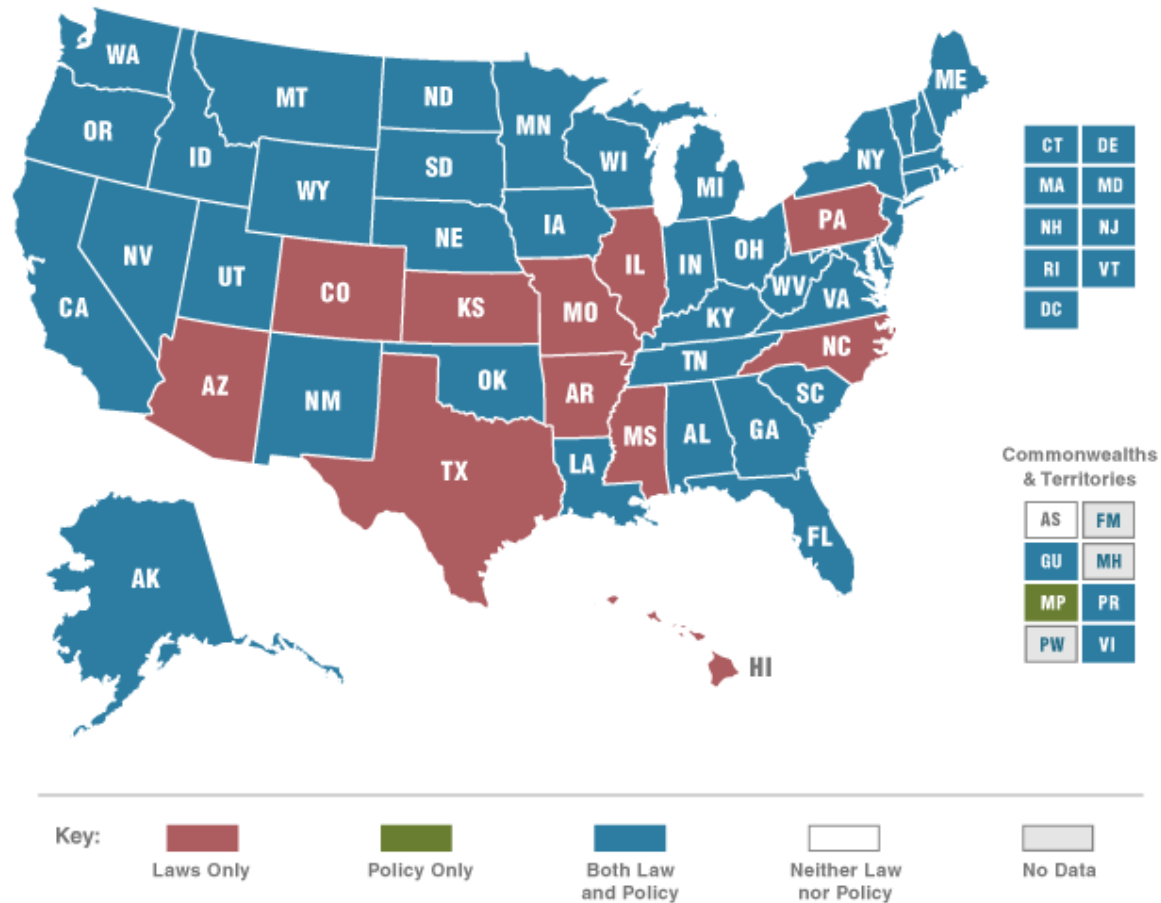 WA
MT
ND
MN
ME
OR
ID
SD
WI
NY
WY
MI
IA
PA
NE
NV
UT
IL
IN
OH
CO
KS
MO
WV
VA
CA
KY
NC
AZ
NM
OK
TN
AR
SC
MS
AL
GA
TX
LA
FL
AK
HI
CT DE
MA MD
NH NJ
RI VT
DC
Commonwealths
& Territories
AS FM
GU MH
MP PR
PW VI
Key:
Laws Only
Policy Only
Both Law
and Policy
Neither Law
nor Policy
No Data